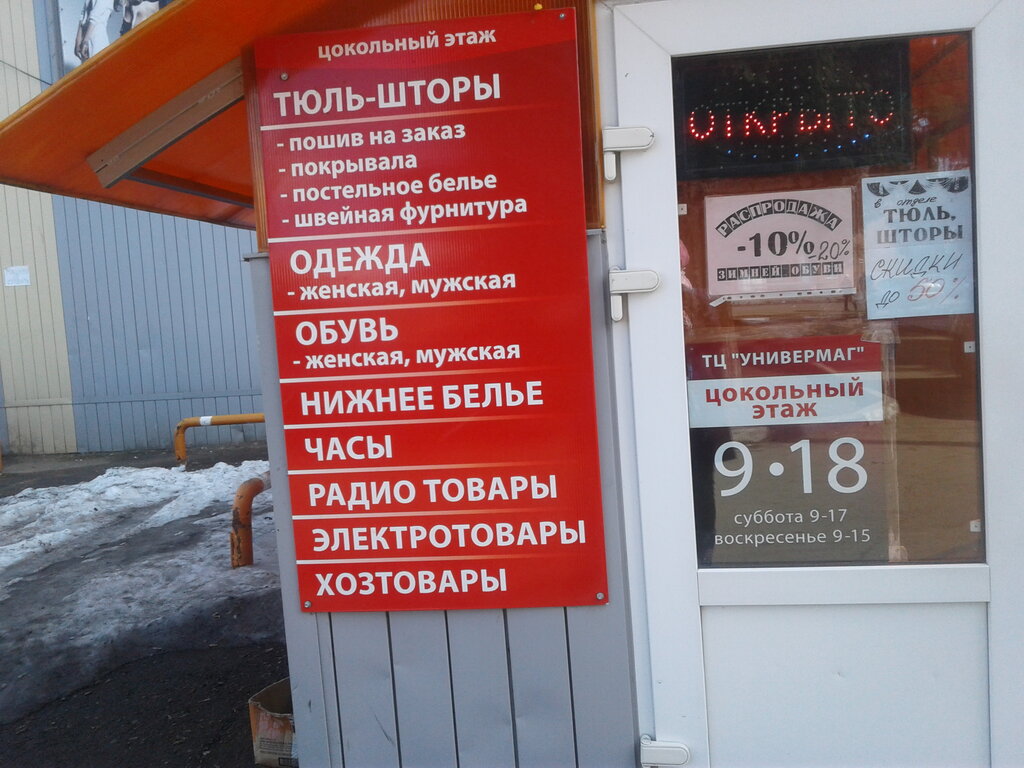 цокольный этаж
ТЮЛЬ-ШТОРЫ
- пошив на заказ
- покрывала
- постельное белье
- швейная фурнитура
ОДЕЖДА
- женская, мужская
ОБУВЬ
- женская, мужская
НИЖНЕЕ БЕЛЬЕ
ЧАСЫ
РАДИО ТОВАРЫ
ЭЛЕКТРОТОВАРЫ
ХОЗТОВАРЫ
ОТКРЫТО
РАСПРОДАЖА
-10% -20%
ЗИМНЕЙ ОБУВИ
в отделе
ТЮЛЬ,
ШТОРЫ
СКИДКИ
ДО 50%
ТЦ "УНИВЕРМАГ"
ЦОКОЛЬНЫЙ
ЭТАЖ
9•18
суббота 9-17
воскресенье 9-15